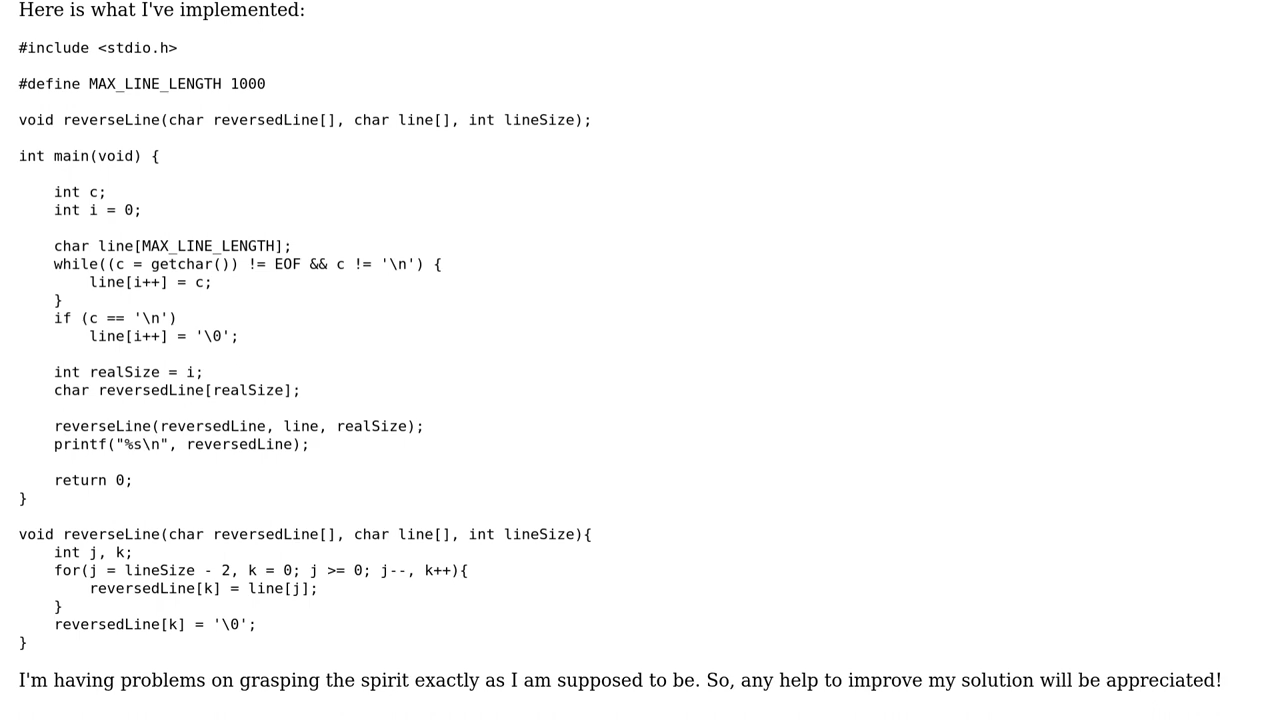 Here is what I've implemented:
#include <stdio.h>
#define MAX_LINE_LENGTH 1000
void reverseLine(char reversedLine[], char line[], int lineSize);
int main(void) {
    int c;
    int i = 0;
    char line[MAX_LINE_LENGTH];
    while((c = getchar()) != EOF && c != '\n') {
        line[i++] = c;
    }
    if (c == '\n')
        line[i++] = '\0';
    int realSize = i;
    char reversedLine[realSize];
    reverseLine(reversedLine, line, realSize);
    printf("%s\n", reversedLine);
    return 0;
}
void reverseLine(char reversedLine[], char line[], int lineSize){
    int j, k;
    for(j = lineSize - 2, k = 0; j >= 0; j--, k++){
        reversedLine[k] = line[j];
    }
    reversedLine[k] = '\0';
}
I'm having problems on grasping the spirit exactly as I am supposed to be. So, any help to improve my solution will be appreciated!